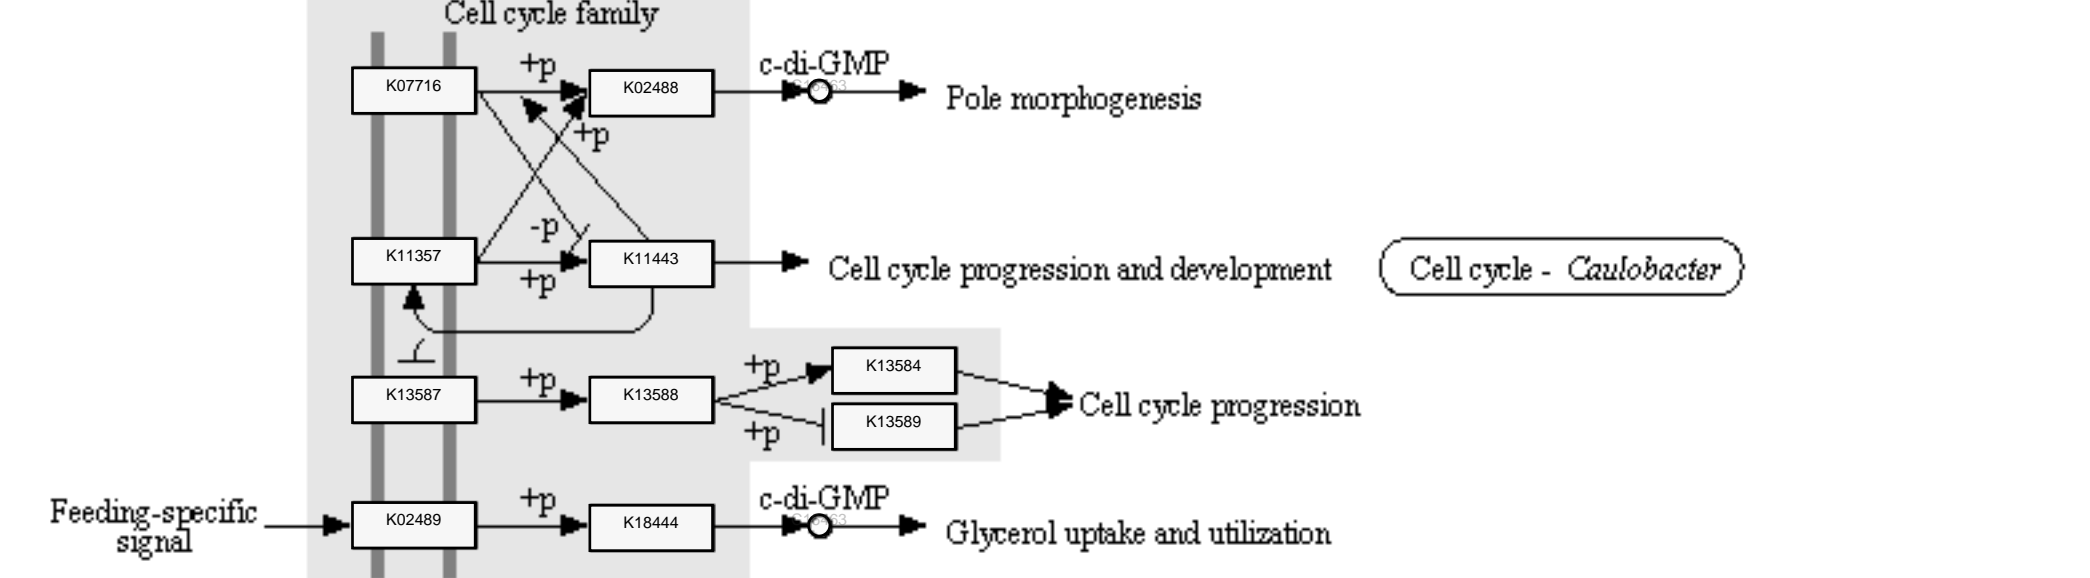 Cell cycle family
+p
c-di-GMP
K07716
K02488
Pole morphogenesis
+p
-p
K11357
K11443
+p
Cell cycle progression and development
Cell cycle - Caulobacter
K13587
+p
K13588
+p
K13584
Cell cycle progression
K13589
+p
Feeding-specific
signal
K02489
+p
K18444
c-di-GMP
Glycerol uptake and utilization